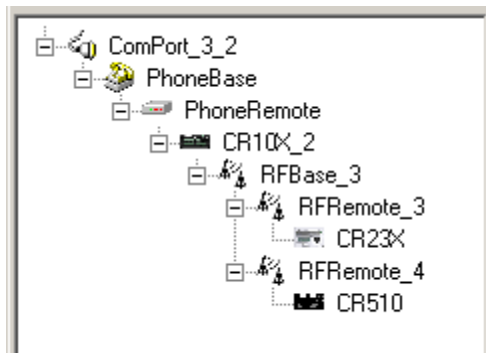 ComPort_3_2
PhoneBase
PhoneRemote
CR10X_2
RFBase_3
RFRemote_3
CR23X
RFRemote_4
CR510